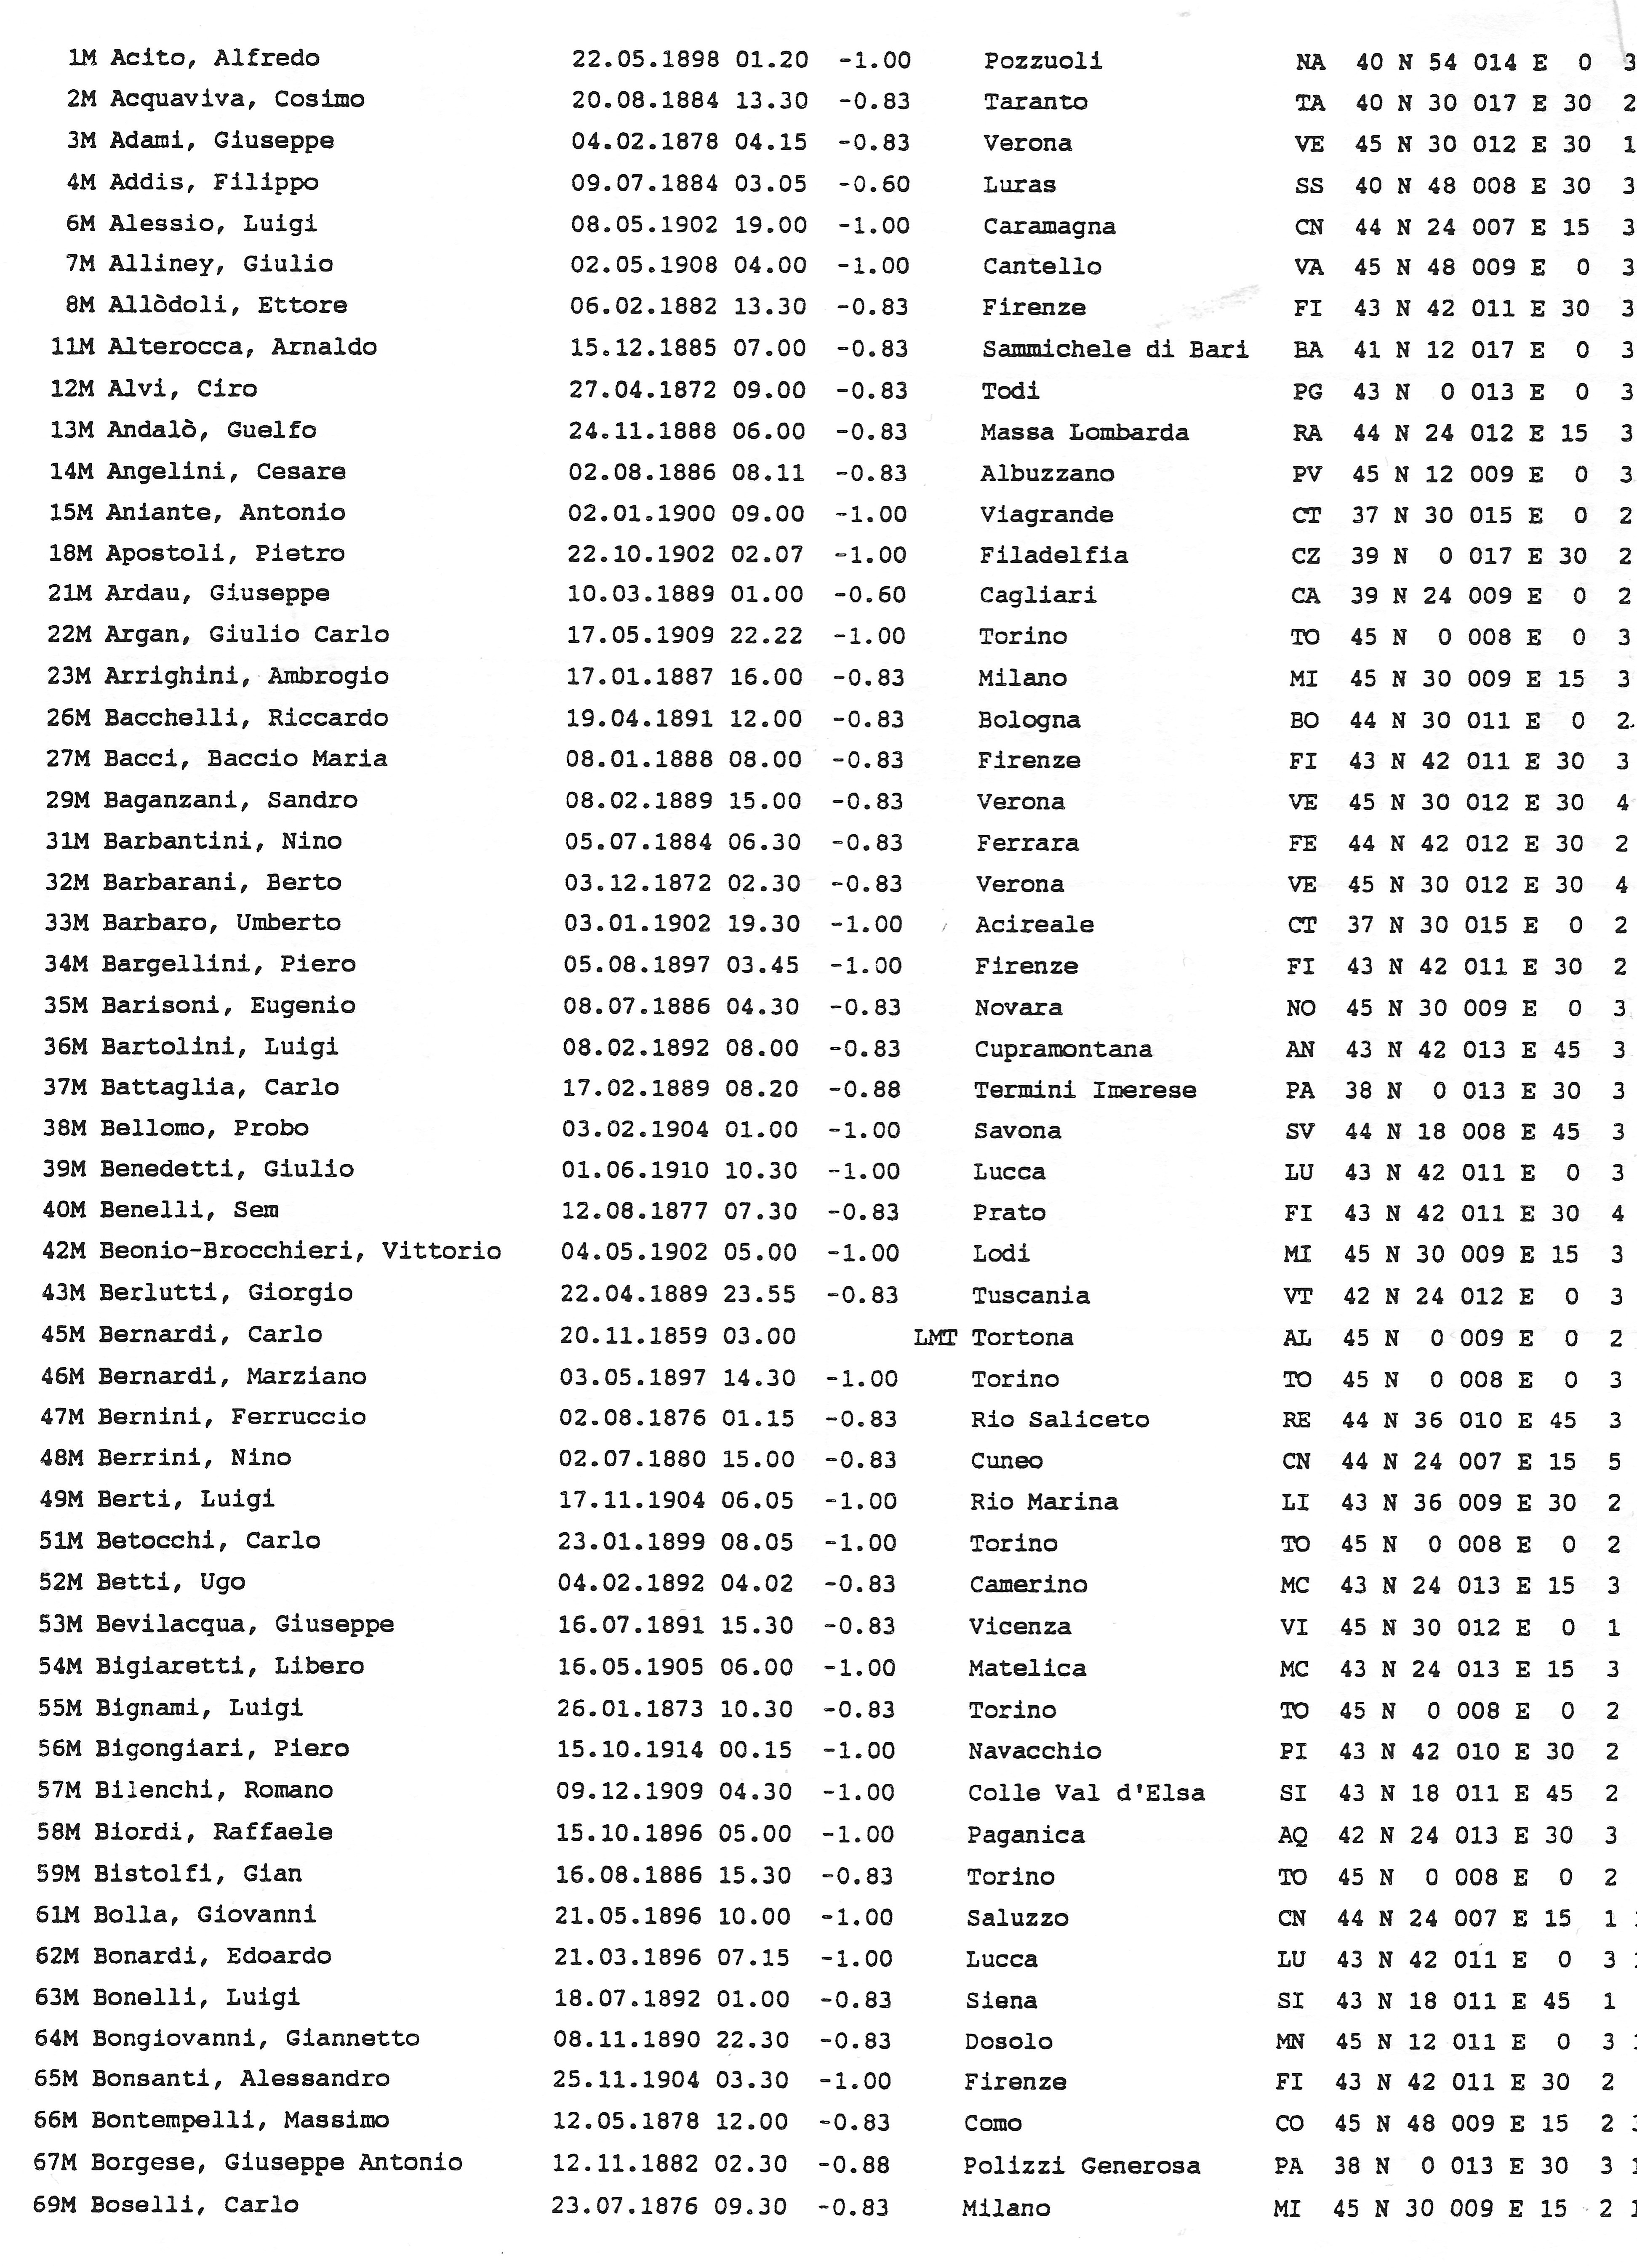 1M Acito, Alfredo 22.05.1898 01.20 -1.00 Pozzuoli NA 40 N 54 014 E 0 3
2M Acquaviva, Cosimo 20.08.1884 13.30 -0.83 Taranto TA 40 N 30 017 E 30 2
3M Adami, Giuseppe 04.02.1878 04.15 -0.83 Verona VE 45 N 30 012 E 30 1
4M Addis, Filippo 09.07.1884 03.05 -0.60 Luras SS 40 N 48 008 E 30 3
6M Alessio, Luigi 08.05.1902 19.00 -1.00 Caramagna CN 44 N 24 007 E 15 3
7M Alliney, Giulio 02.05.1908 04.00 -1.00 Cantello VA 45 N 48 009 E 0 3
8M Allòdoli, Ettore 06.02.1882 13.30 -0.83 Firenze FI 43 N 42 011 E 30 3
11M Alterocca, Arnaldo 15.12.1885 07.00 -0.83 Sammichele di Bari BA 41 N 12 017 E 0 3
12M Alvi, Ciro 27.04.1872 09.00 -0.83 Todi PG 43 N 0 013 E 0 3
13M Andalò, Guelfo 24.11.1888 06.00 -0.83 Massa Lombarda RA 44 N 24 012 E 15 3
14M Angelini, Cesare 02.08.1886 08.11 -0.83 Albuzzano PV 45 N 12 009 E 0 3
15M Aniante, Antonio 02.01.1900 09.00 -1.00 Viagrande CT 37 N 30 015 E 0 2
18M Apostoli, Pietro 22.10.1902 02.07 -1.00 Filadelfia CZ 39 N 0 017 E 30 2
21M Ardau, Giuseppe 10.03.1889 01.00 -0.60 Cagliari CA 39 N 24 009 E 0 2
22M Argan, Giulio Carlo 17.05.1909 22.22 -1.00 Torino TO 45 N 0 008 E 0 3
23M Arrighini, Ambrogio 17.01.1887 16.00 -0.83 Milano MI 45 N 30 009 E 15 3
26M Bacchelli, Riccardo 19.04.1891 12.00 -0.83 Bologna BO 44 N 30 011 E 0 2
27M Bacci, Baccio Maria 08.01.1888 08.00 -0.83 Firenze FI 43 N 42 011 E 30 3
29M Baganzani, Sandro 08.02.1889 15.00 -0.83 Verona VE 45 N 30 012 E 30 4
31M Barbantini, Nino 05.07.1884 06.30 -0.83 Ferrara FE 44 N 42 012 E 30 2
32M Barbarani, Berto 03.12.1872 02.30 -0.83 Verona VE 45 N 30 012 E 30 4
33M Barbaro, Umberto 03.01.1902 19.30 -1.00 Acireale CT 37 N 30 015 E 0 2
34M Bargellini, Piero 05.08.1897 03.45 -1.00 Firenze FI 43 N 42 011 E 30 2
35M Barisoni, Eugenio 08.07.1886 04.30 -0.83 Novara NO 45 N 30 009 E 0 3
36M Bartolini, Luigi 08.02.1892 08.00 -0.83 Cupramontana AN 43 N 42 013 E 45 3
37M Battaglia, Carlo 17.02.1889 08.20 -0.88 Termini Imerese PA 38 N 0 013 E 30 3
38M Bellomo, Probo 03.02.1904 01.00 -1.00 Savona SV 44 N 18 008 E 45 3
39M Benedetti, Giulio 01.06.1910 10.30 -1.00 Lucca LU 43 N 42 011 E 0 3
40M Benelli, Sem 12.08.1877 07.30 -0.83 Prato FI 43 N 42 011 E 30 4
42M Beonio-Brocchieri, Vittorio 04.05.1902 05.00 -1.00 Lodi MI 45 N 30 009 E 15 3
43M Berlutti, Giorgio 22.04.1889 23.55 -0.83 Tuscania VT 42 N 24 012 E 0 3
45M Bernardi, Carlo 20.11.1859 03.00 LMT Tortona AL 45 N 0 009 E 0 2
46M Bernardi, Marziano 03.05.1897 14.30 -1.00 Torino TO 45 N 0 008 E 0 3
47M Bernini, Ferruccio 02.08.1876 01.15 -0.83 Rio Saliceto RE 44 N 36 010 E 45 3
48M Berrini, Nino 02.07.1880 15.00 -0.83 Cuneo CN 44 N 24 007 E 15 5
49M Berti, Luigi 17.11.1904 06.05 -1.00 Rio Marina LI 43 N 36 009 E 30 2
51M Betocchi, Carlo 23.01.1899 08.05 -1.00 Torino TO 45 N 0 008 E 0 2
52M Betti, Ugo 04.02.1892 04.02 -0.83 Camerino MC 43 N 24 013 E 15 3
53M Bevilacqua, Giuseppe 16.07.1891 15.30 -0.83 Vicenza VI 45 N 30 012 E 0 1
54M Bigiaretti, Libero 16.05.1905 06.00 -1.00 Matelica MC 43 N 24 013 E 15 3
55M Bignami, Luigi 26.01.1873 10.30 -0.83 Torino TO 45 N 0 008 E 0 2
56M Bigongiari, Piero 15.10.1914 00.15 -1.00 Navacchio PI 43 N 42 010 E 30 2
57M Bilenchi, Romano 09.12.1909 04.30 -1.00 Colle Val d'Elsa SI 43 N 18 011 E 45 2
58M Biordi, Raffaele 15.10.1896 05.00 -1.00 Paganica AQ 42 N 24 013 E 30 3
59M Bistolfi, Gian 16.08.1886 15.30 -0.83 Torino TO 45 N 0 008 E 0 2
61M Bolla, Giovanni 21.05.1896 10.00 -1.00 Saluzzo CN 44 N 24 007 E 15 1
62M Bonardi, Edoardo 21.03.1896 07.15 -1.00 Lucca LU 43 N 42 011 E 0 3
63M Bonelli, Luigi 18.07.1892 01.00 -0.83 Siena SI 43 N 18 011 E 45 1
64M Bongiovanni, Giannetto 08.11.1890 22.30 -0.83 Dosolo MN 45 N 12 011 E 0 3
65M Bonsanti, Alessandro 25.11.1904 03.30 -1.00 Firenze FI 43 N 42 011 E 30 2
66M Bontempelli, Massimo 12.05.1878 12.00 -0.83 Como CO 45 N 48 009 E 15 2
67M Borgese, Giuseppe Antonio 12.11.1882 02.30 -0.88 Polizzi Generosa PA 38 N 0 013 E 30 3
69M Boselli, Carlo 23.07.1876 09.30 -0.83 Milano MI 45 N 30 009 E 15 2